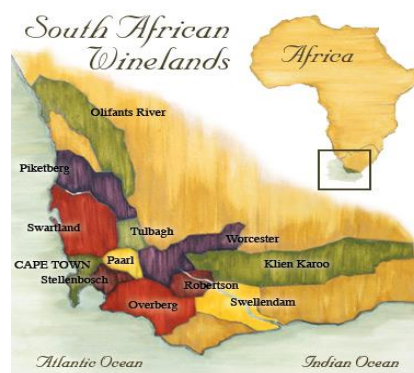 South African
Winelands
Africa
Olifants River
Piketberg
Swartland
Tulbagh
Worcester
CAPE TOWN
Paarl
Klien Karoo
Stellenbosch
Robertson
Overberg
Swellendam
Atlantic Ocean
Indian Ocean